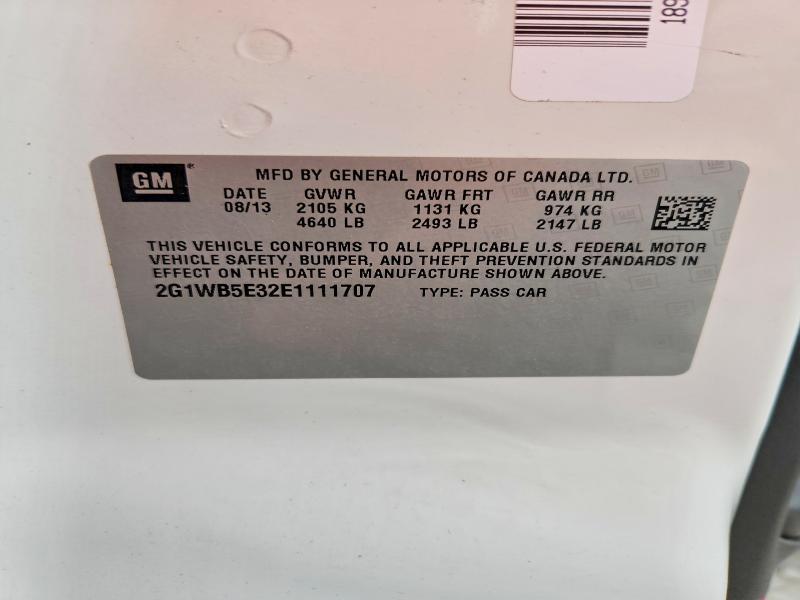 189
GM
MFD BY GENERAL MOTORS OF CANADA LTD.
DATE GVWR GAWR FRT GAWR RR
08/13 2105 KG 1131 KG 974 KG
4640 LB 2493 LB 2147 LB
THIS VEHICLE CONFORMS TO ALL APPLICABLE U.S. FEDERAL MOTOR
VEHICLE SAFETY, BUMPER, AND THEFT PREVENTION STANDARDS IN
EFFECT ON THE DATE OF MANUFACTURE SHOWN ABOVE.
2G1WB5E32E1111707 TYPE: PASS CAR